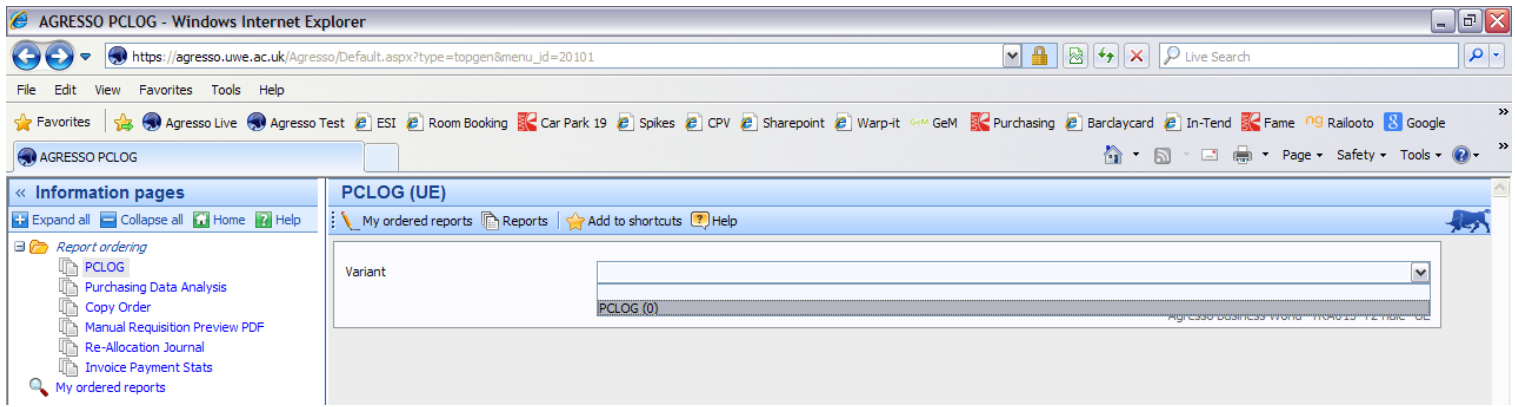 AGRESSO PCLOG - Windows Internet Explorer
https://agresso.uwe.ac.uk/Agresso/Default.aspx?type=topgen&menu_id=20101
Live Search
File Edit View Favorites Tools Help
Favorites Agresso Live Agresso Test ESI Room Booking Car Park 19 Spikes CPV Sharepoint Warp-it GeM GeM Purchasing Barclaycard In-Tend Fame ng Railooto 8 Google »
AGRESSO PCLOG Page Safety Tools »
« Information pages
PCLOG (UE)
Expand all Collapse all Home Help
My ordered reports Reports Add to shortcuts Help
Report ordering
PCLOG
Purchasing Data Analysis
Copy Order
Manual Requisition Preview PDF
Re-Allocation Journal
Invoice Payment Stats
My ordered reports
Variant
PCLOG (0)